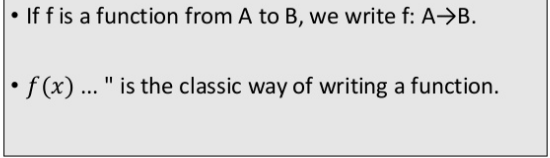 • If f is a function from A to B, we write f: A→B.
• f(x) ... " is the classic way of writing a function.